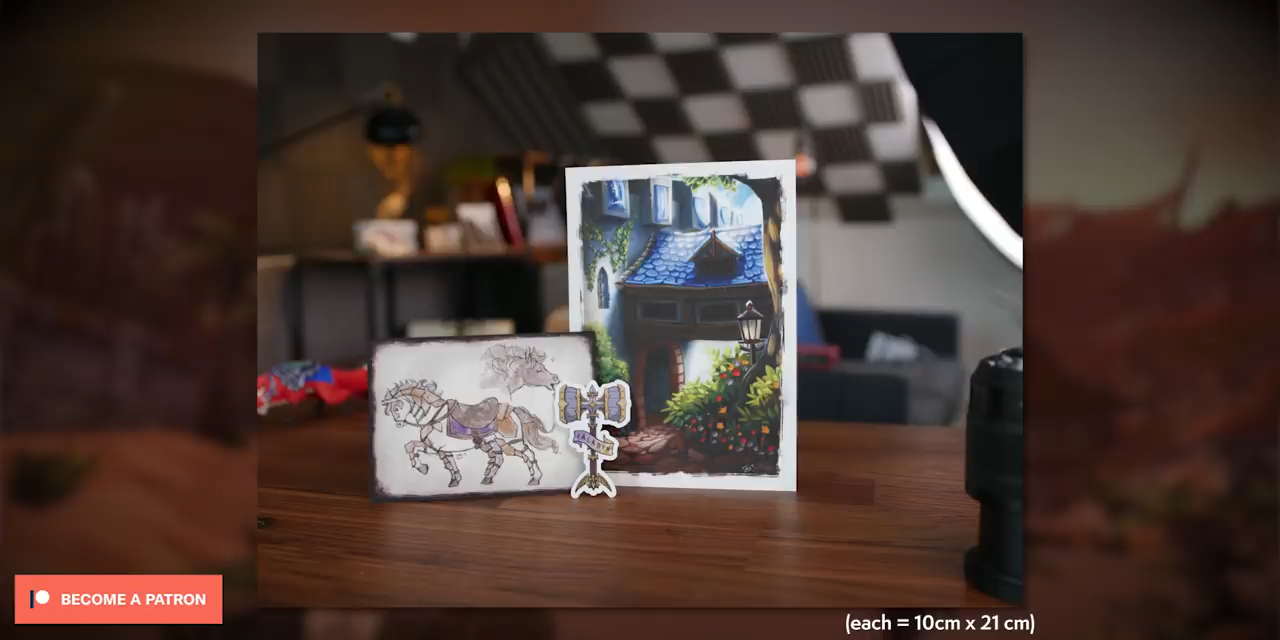 BECOME A PATRON
(each = 10cm x 21 cm)